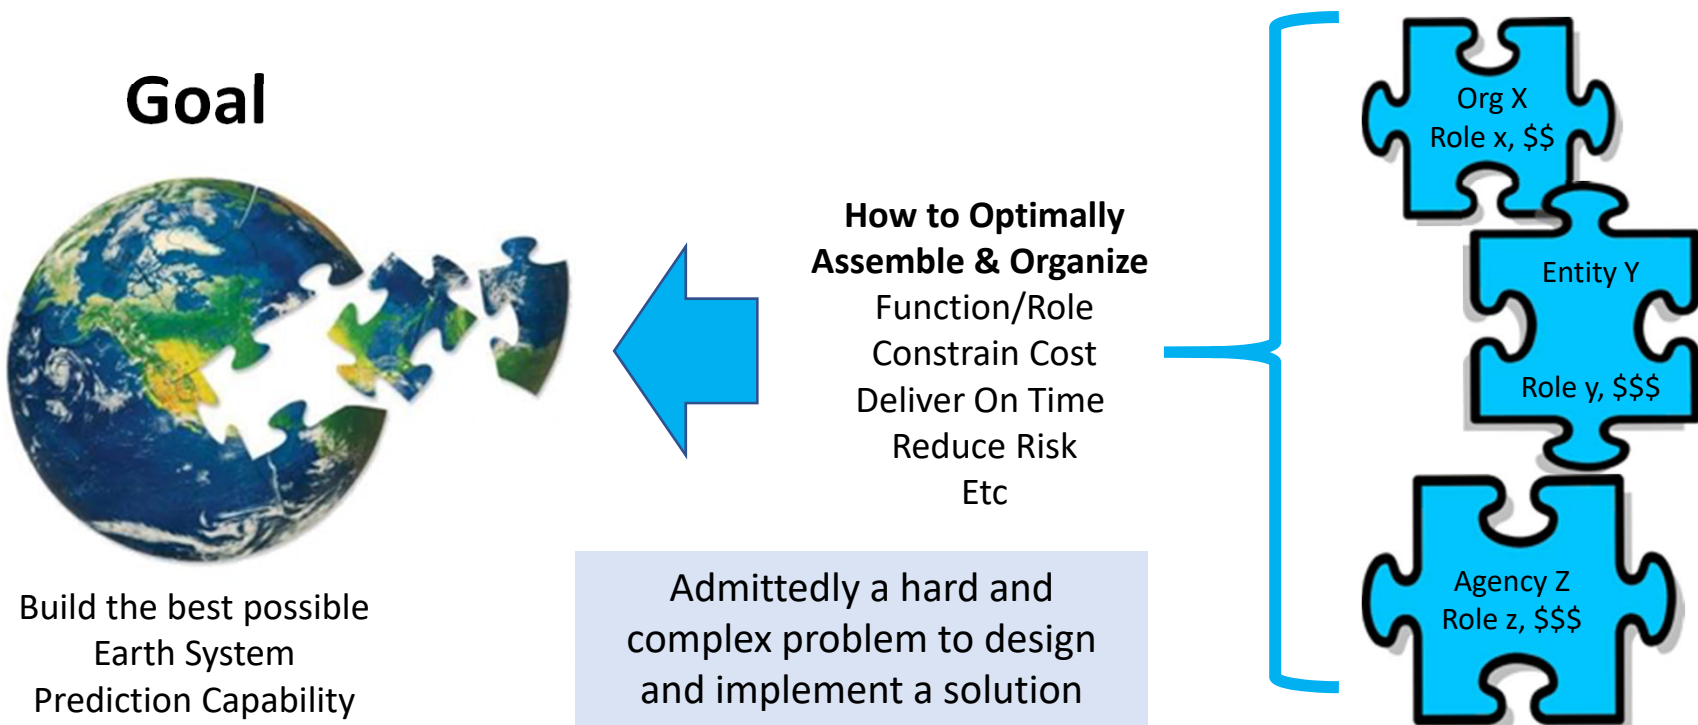 Goal
Build the best possible
Earth System
Prediction Capability
How to Optimally
Assemble & Organize
Function/Role
Constrain Cost
Deliver On Time
Reduce Risk
Etc
Admittedly a hard and
complex problem to design
and implement a solution
Org X
Role x, $$
Entity Y
Role y, $$$
Agency Z
Role z, $$$